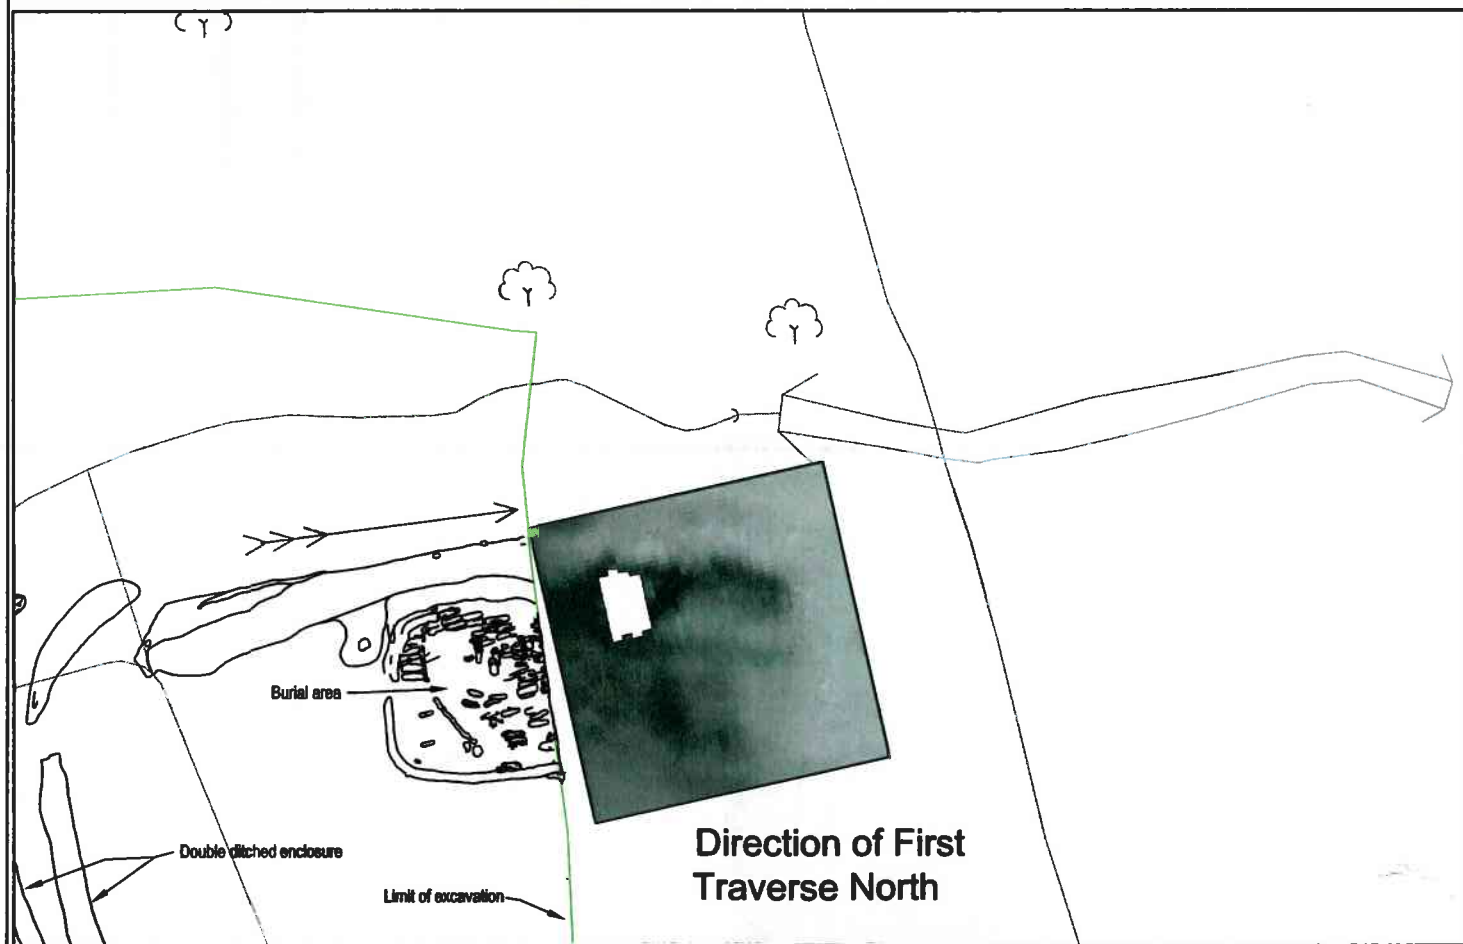 Burial area
Double ditched enclosure
Limit of excavation
Direction of First
Traverse North